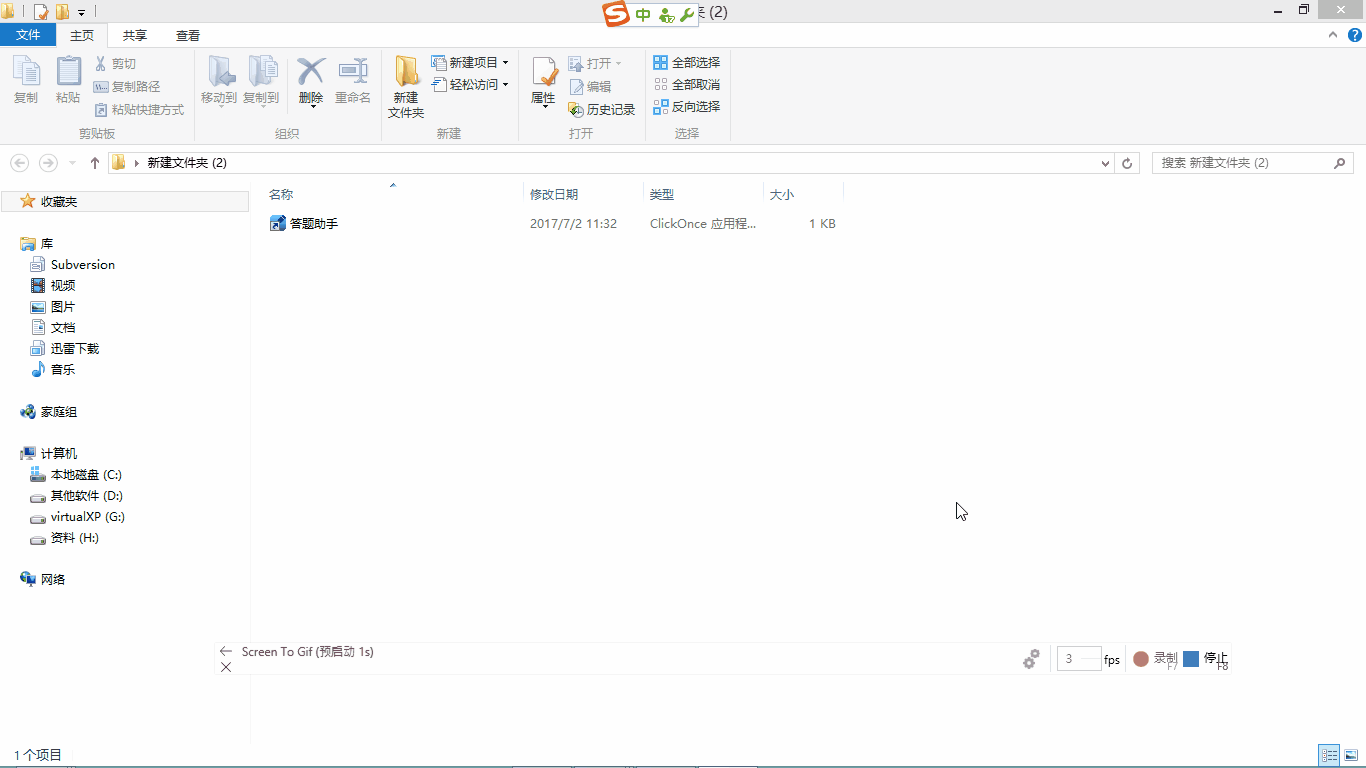 中 17 夹 (2)
文件 主页 共享 查看
复制 粘贴 剪切 复制路径 粘贴快捷方式
剪贴板
移动到 复制到 删除 重命名
组织
新建文件夹 新建项目 轻松访问
新建
属性 打开 编辑 历史记录
打开
全部选择 全部取消 反向选择
选择
新建文件夹 (2) 搜索 新建文件夹 (2)
收藏夹
库
Subversion
视频
图片
文档
迅雷下载
音乐
家庭组
计算机
本地磁盘 (C:)
其他软件 (D:)
virtualXP (G:)
资料 (H:)
网络
名称 修改日期 类型 大小
答题助手 2017/7/2 11:32 ClickOnce 应用程... 1 KB
Screen To Gif (预启动 1s)
3 fps 录制 F7 停止 F8
1 个项目